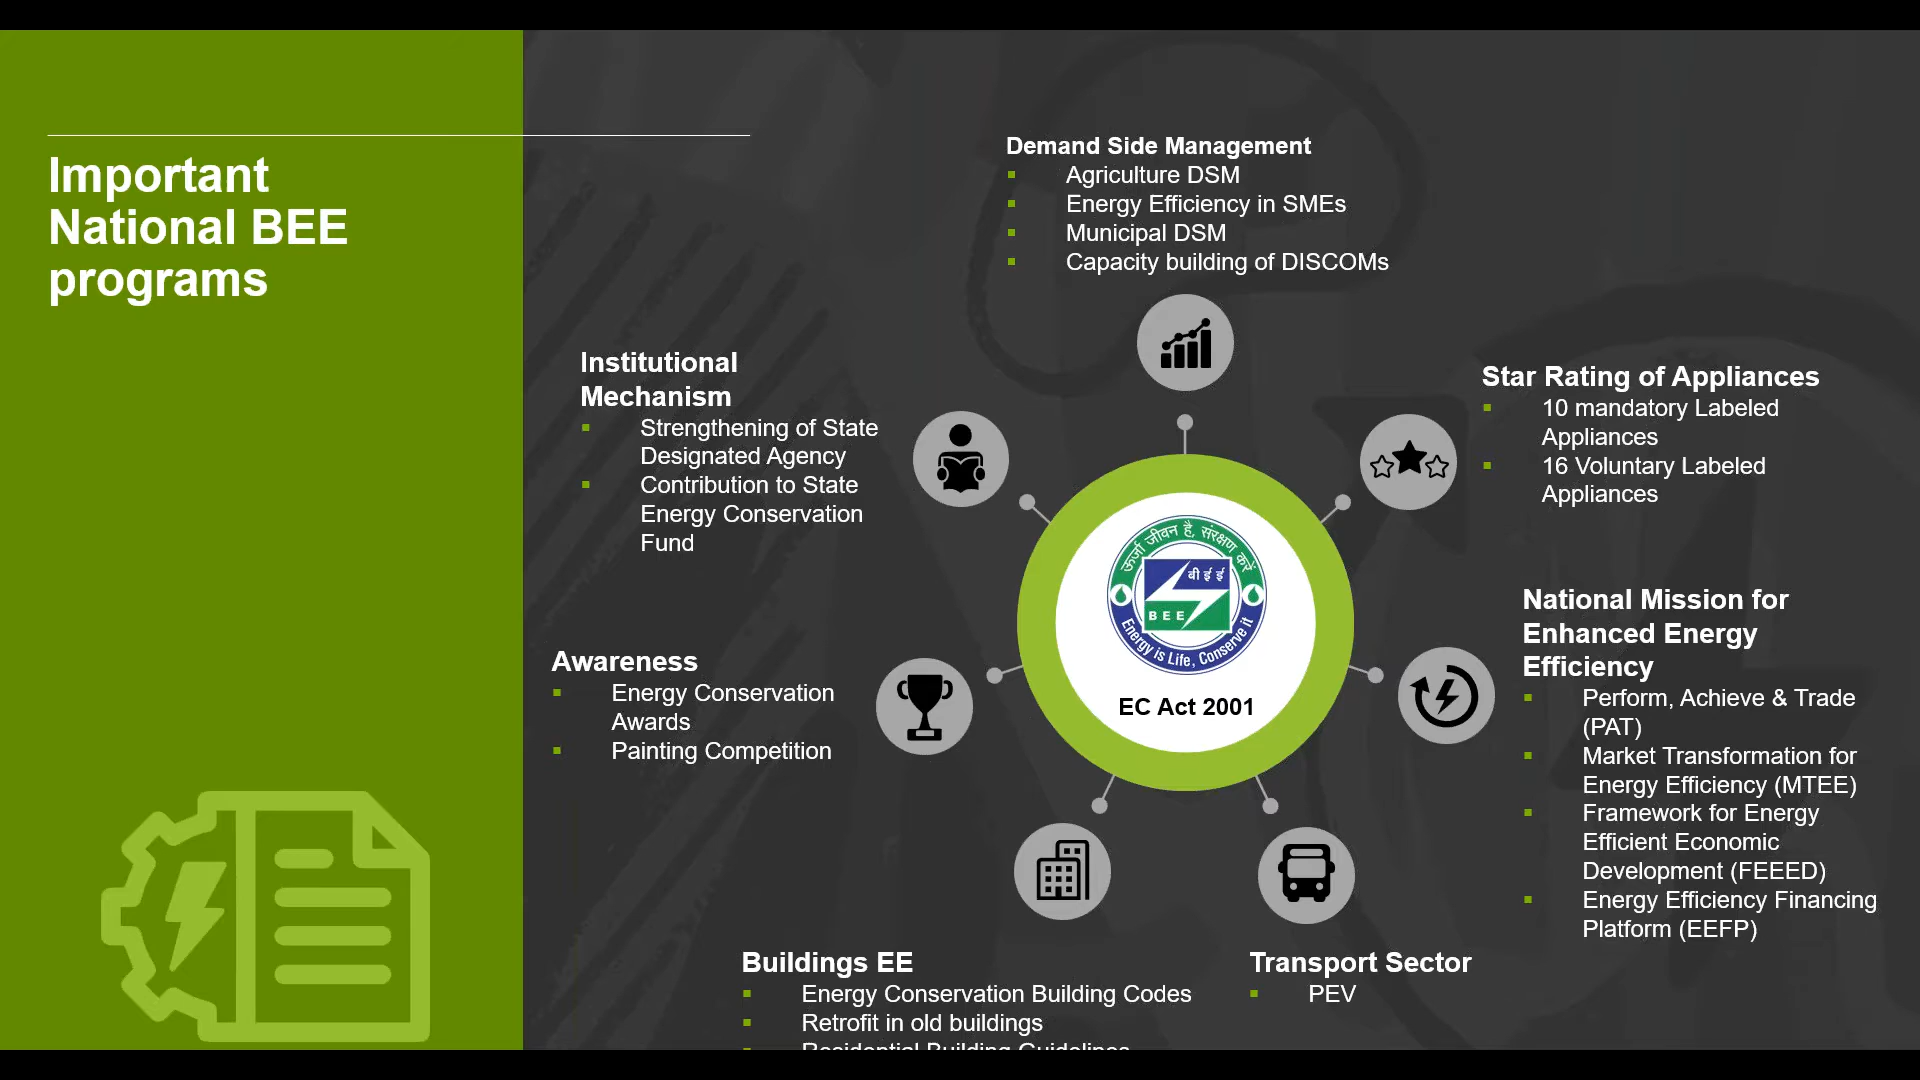 Important
National BEE
programs
Demand Side Management
Agriculture DSM
Energy Efficiency in SMEs
Municipal DSM
Capacity building of DISCOMs
Institutional
Mechanism
Strengthening of State
Designated Agency
Contribution to State
Energy Conservation
Fund
Star Rating of Appliances
10 mandatory Labeled
Appliances
16 Voluntary Labeled
Appliances
ऊर्जा जीवन है, संरक्षण करें
बी ई ई
BEE
Energy is Life, Conserve it
EC Act 2001
National Mission for
Enhanced Energy
Efficiency
Perform, Achieve & Trade
(PAT)
Market Transformation for
Energy Efficiency (MTEE)
Framework for Energy
Efficient Economic
Development (FEEED)
Energy Efficiency Financing
Platform (EEFP)
Awareness
Energy Conservation
Awards
Painting Competition
Buildings EE
Energy Conservation Building Codes
Retrofit in old buildings
Residential Building Guidelines
Transport Sector
PEV